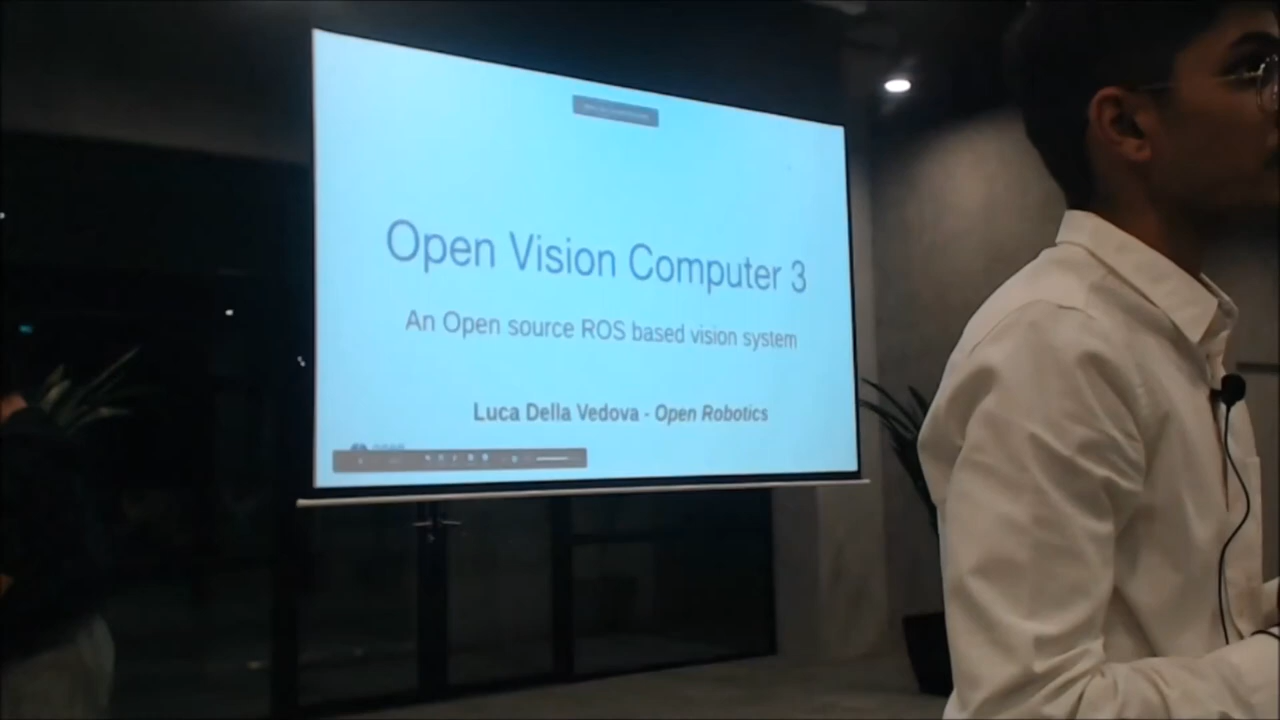 Open Vision Computer 3
An Open source ROS based vision system
Luca Della Vedova - Open Robotics